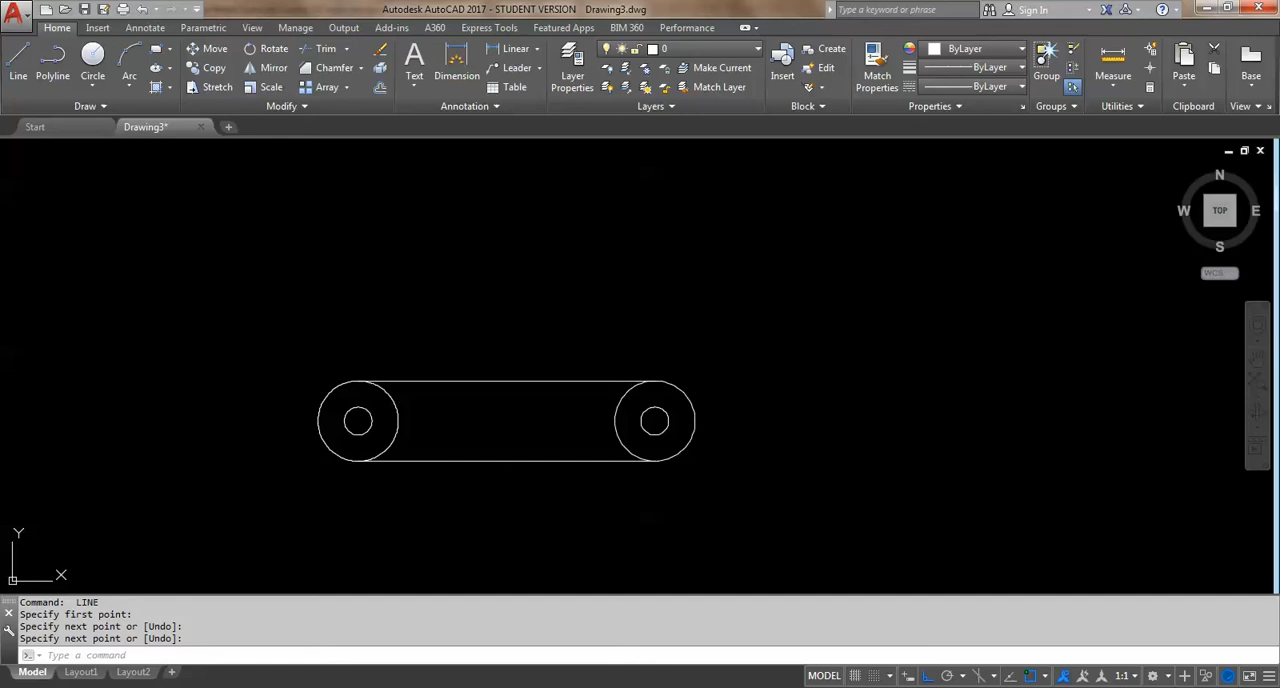 Autodesk AutoCAD 2017 - STUDENT VERSION Drawing3.dwg
Type a keyword or phrase
Sign In
Home Insert Annotate Parametric View Manage Output Add-ins A360 Express Tools Featured Apps BIM 360 Performance
Line Polyline Circle Arc
Move Rotate Trim
Copy Mirror Chamfer
Stretch Scale Array
Text Dimension
Linear
Leader
Table
Layer Properties
0
Make Current
Match Layer
Insert
Create
Edit
Match Properties
ByLayer
ByLayer
ByLayer
Group
Measure
Paste
Base
Draw Modify Annotation Layers Block Properties Groups Utilities Clipboard View
Start Drawing3*
N
W TOP E
S
WCS
Y
X
Command: LINE
Specify first point:
Specify next point or [Undo]:
Specify next point or [Undo]:
Type a command
Model Layout1 Layout2
MODEL 1:1